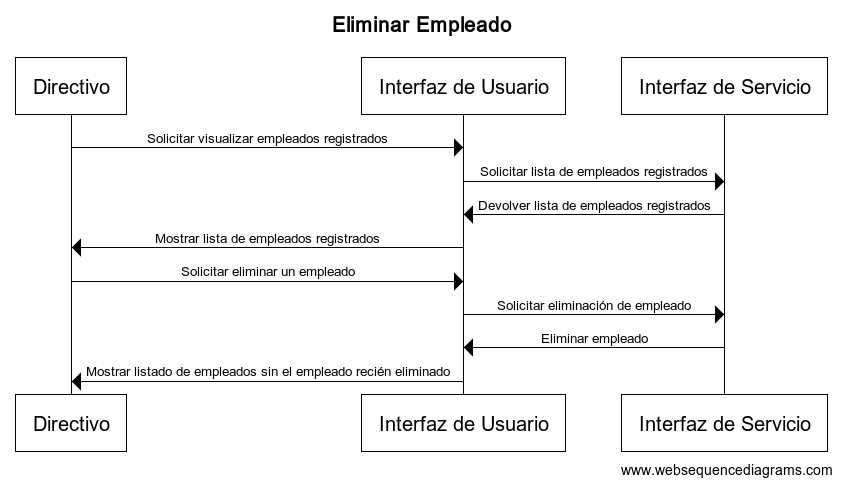 Eliminar Empleado
Directivo
Interfaz de Usuario
Interfaz de Servicio
Solicitar visualizar empleados registrados
Solicitar lista de empleados registrados
Devolver lista de empleados registrados
Mostrar lista de empleados registrados
Solicitar eliminar un empleado
Solicitar eliminación de empleado
Eliminar empleado
Mostrar listado de empleados sin el empleado recién eliminado
Directivo
Interfaz de Usuario
Interfaz de Servicio
www.websequencediagrams.com